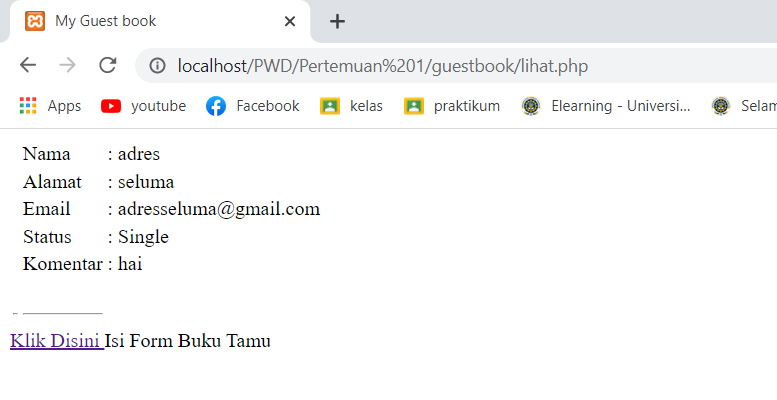 My Guest book
localhost/PWD/Pertemuan%201/guestbook/lihat.php
Apps youtube Facebook kelas praktikum Elearning - Universi... Selam
Nama : adres
Alamat : seluma
Email : adresseluma@gmail.com
Status : Single
Komentar : hai
Klik Disini Isi Form Buku Tamu